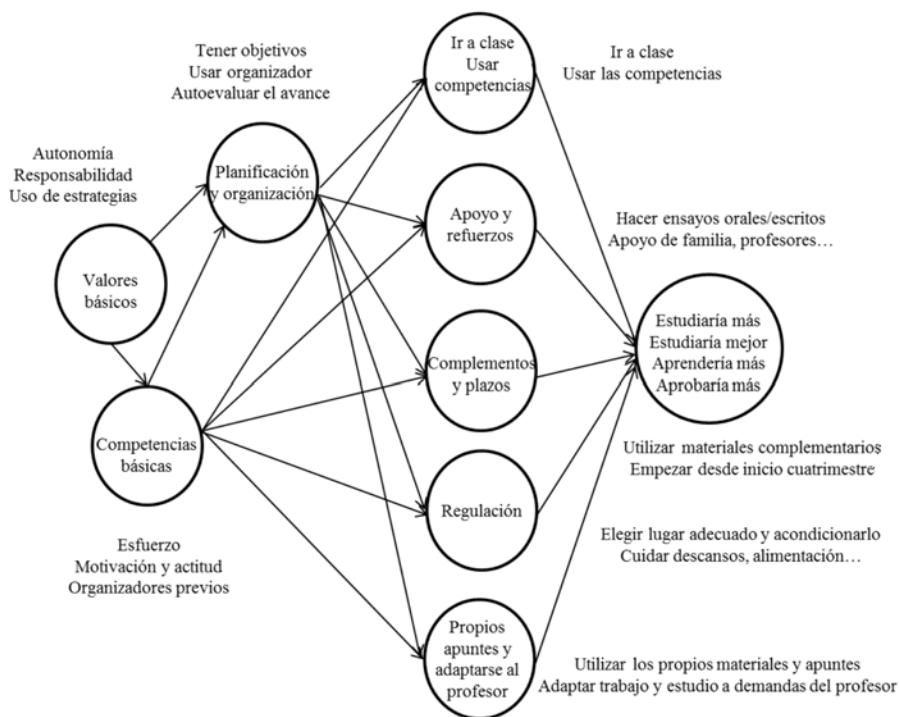 Tener objetivos
Usar organizador
Autoevaluar el avance
Ir a clase
Usar
competencias
Ir a clase
Usar las competencias
Autonomía
Responsabilidad
Uso de estrategias
Planificación
y organización
Apoyo y
refuerzos
Hacer ensayos orales/escritos
Apoyo de familia, profesores…
Valores
básicos
Complementos
y plazos
Estudiaría más
Estudiaría mejor
Aprendería más
Aprobaría más
Competencias
básicas
Utilizar materiales complementarios
Empezar desde inicio cuatrimestre
Regulación
Elegir lugar adecuado y acondicionarlo
Cuidar descansos, alimentación…
Esfuerzo
Motivación y actitud
Organizadores previos
Propios
apuntes y
adaptarse al
profesor
Utilizar los propios materiales y apuntes
Adaptar trabajo y estudio a demandas del profesor